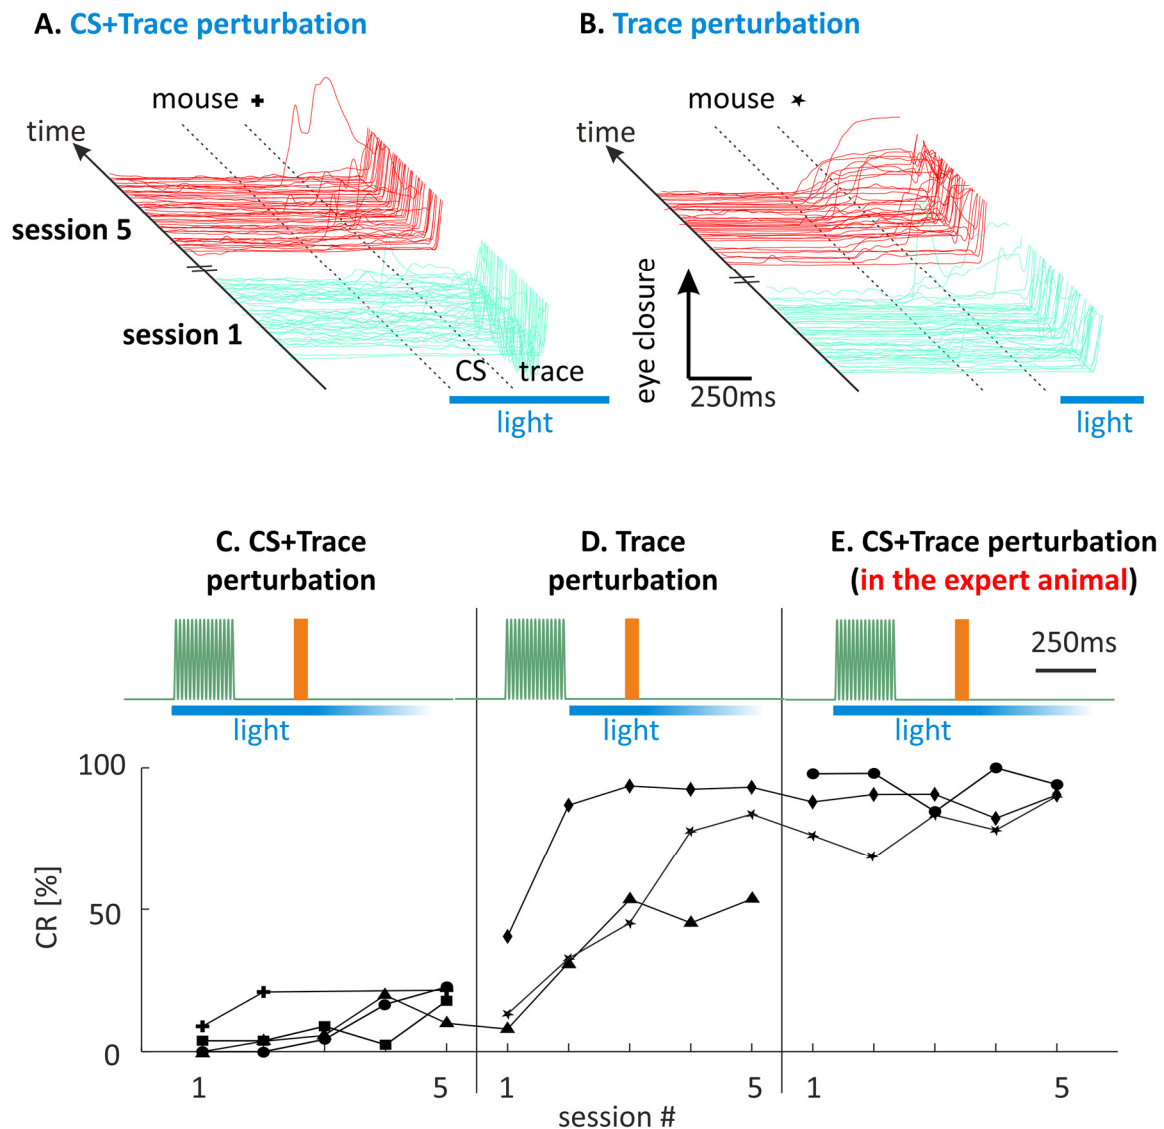 A. CS+Trace perturbation
B. Trace perturbation
mouse
mouse
time
time
session 5
session 1
CS trace
light
eye closure
250ms
light
C. CS+Trace
perturbation
D. Trace
perturbation
E. CS+Trace perturbation
(in the expert animal)
250ms
light
light
light
100
50
0
CR [%]
1
5
1
5
1
5
session #